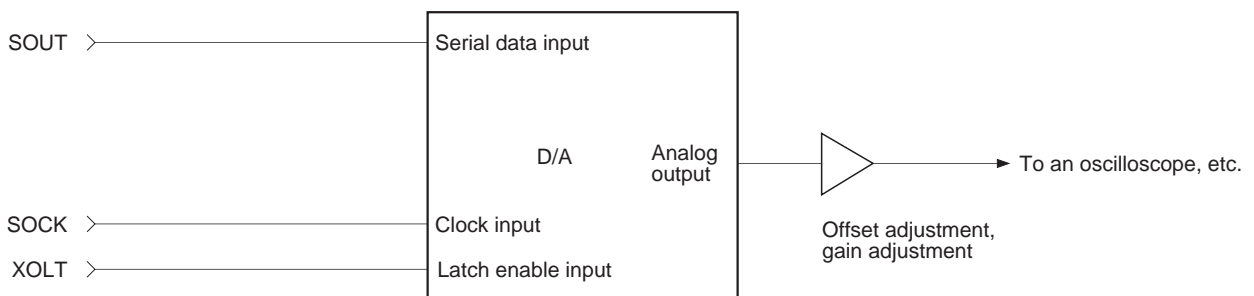 SOUT
Serial data input
D/A
Analog
output
To an oscilloscope, etc.
SOCK
Clock input
Offset adjustment,
gain adjustment
XOLT
Latch enable input